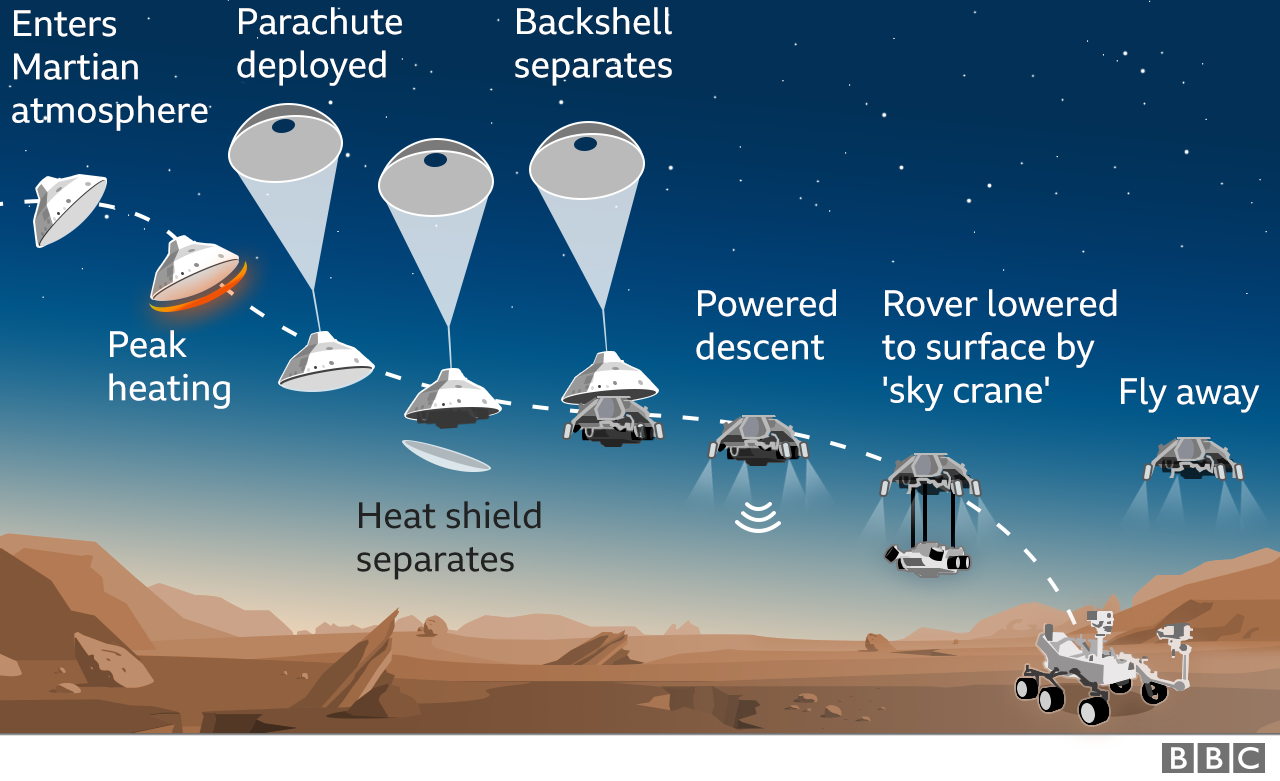 Enters
Martian
atmosphere
Parachute
deployed
Backshell
separates
Peak
heating
Heat shield
separates
Powered
descent
Rover lowered
to surface by
'sky crane'
Fly away
BBC